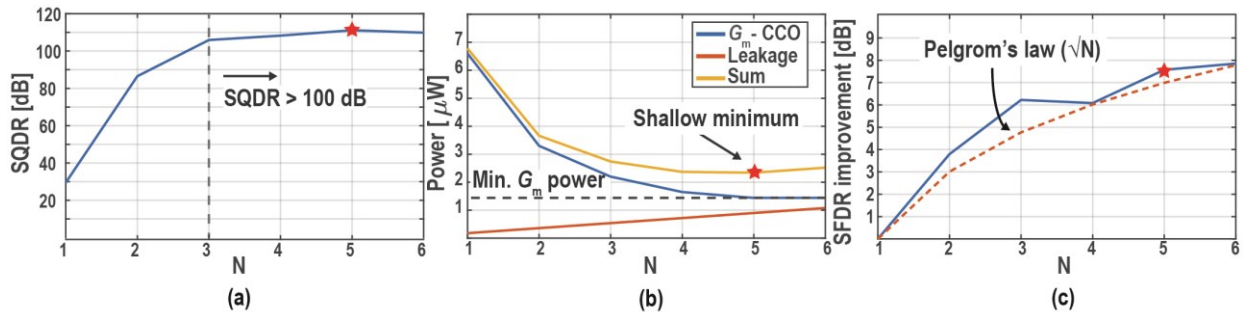 SQDR [dB]
120
100
80
60
40
20
SQDR > 100 dB
1 2 3 4 5 6
N
(a)
Power [ μW]
7
6
5
4
3
2
1
Gm - CCO
Leakage
Sum
Shallow minimum
Min. Gm power
1 2 3 4 5 6
N
(b)
SFDR improvement [dB]
9
8
7
6
5
4
3
2
1
Pelgrom's law (√N)
1 2 3 4 5 6
N
(c)